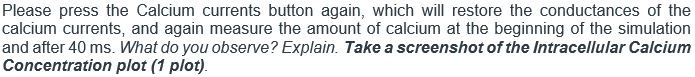 Please press the Calcium currents button again, which will restore the conductances of the
calcium currents, and again measure the amount of calcium at the beginning of the simulation
and after 40 ms. What do you observe? Explain. Take a screenshot of the Intracellular Calcium
Concentration plot (1 plot).